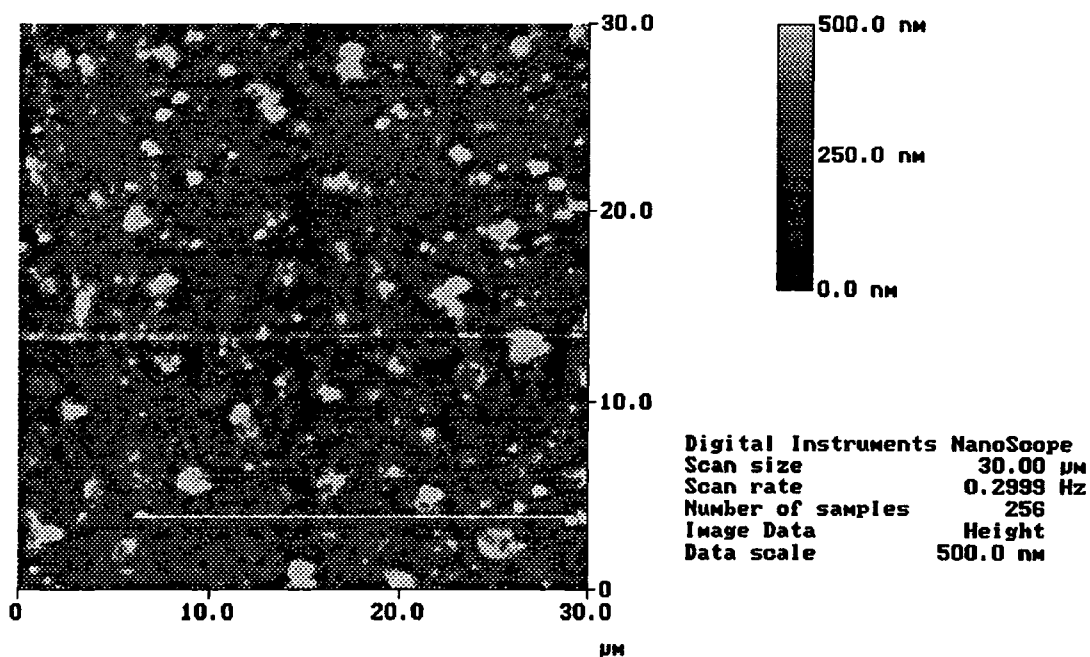 30.0
20.0
10.0
0
0 10.0 20.0 30.0
μm
500.0 nm
250.0 nm
0.0 nm
Digital Instruments NanoScope
Scan size 30.00 μm
Scan rate 0.2999 Hz
Number of samples 256
Image Data Height
Data scale 500.0 nm